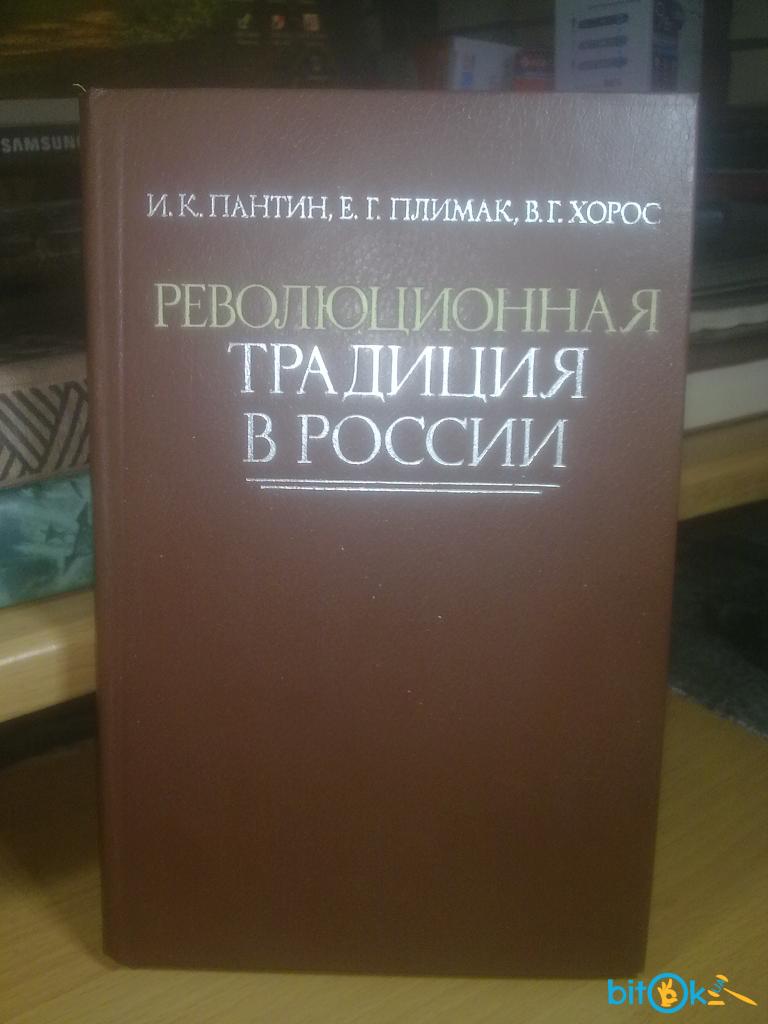 SAMSUNG
И. К. ПАНТИН, Е. Г. ПЛИМАК, В. Г. ХОРОС
РЕВОЛЮЦИОННАЯ
ТРАДИЦИЯ
В РОССИИ
bitOk